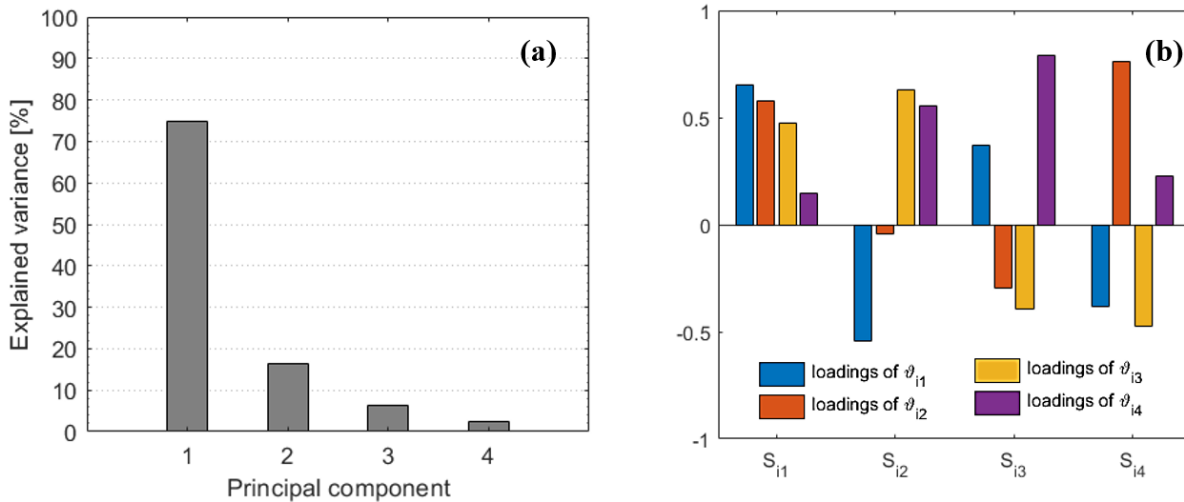 (a)
Explained variance [%]
100
90
80
70
60
50
40
30
20
10
0
1 2 3 4
Principal component
(b)
1
0.5
0
-0.5
-1
loadings of ϑi1
loadings of ϑi2
loadings of ϑi3
loadings of ϑi4
Si1 Si2 Si3 Si4